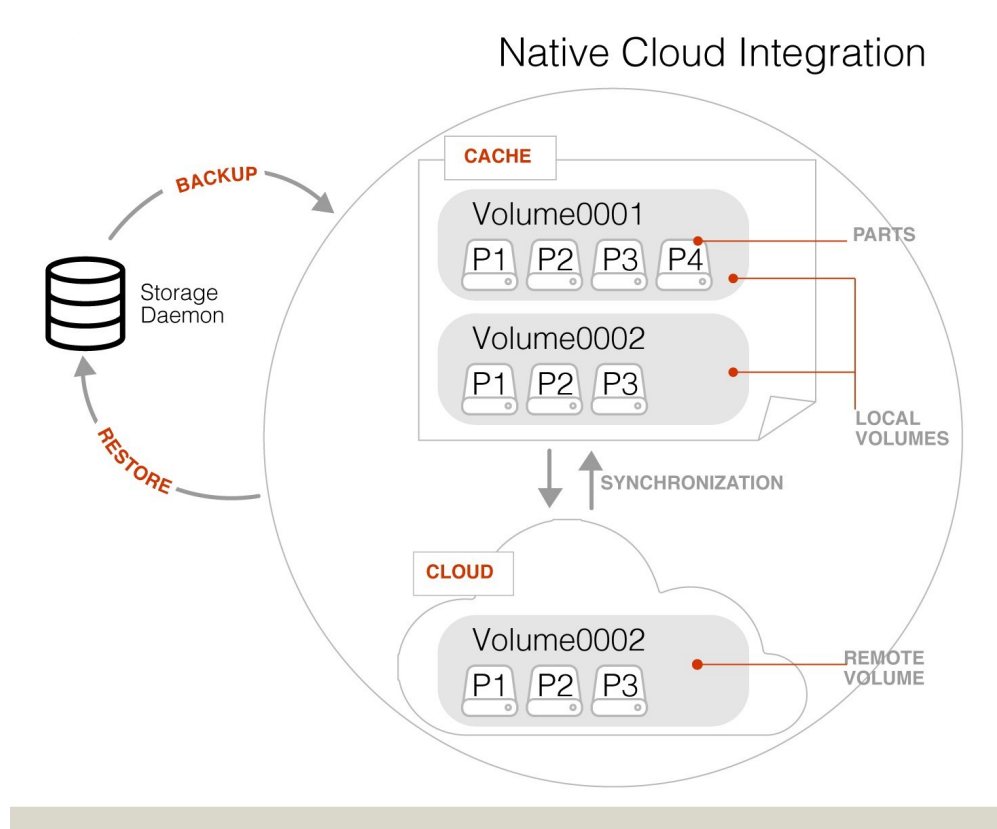 Native Cloud Integration
CACHE
BACKUP
Volume0001
PARTS
P1 P2 P3 P4
Storage
Daemon
Volume0002
P1 P2 P3
LOCAL
VOLUMES
RESTORE
SYNCHRONIZATION
CLOUD
Volume0002
REMOTE
VOLUME
P1 P2 P3